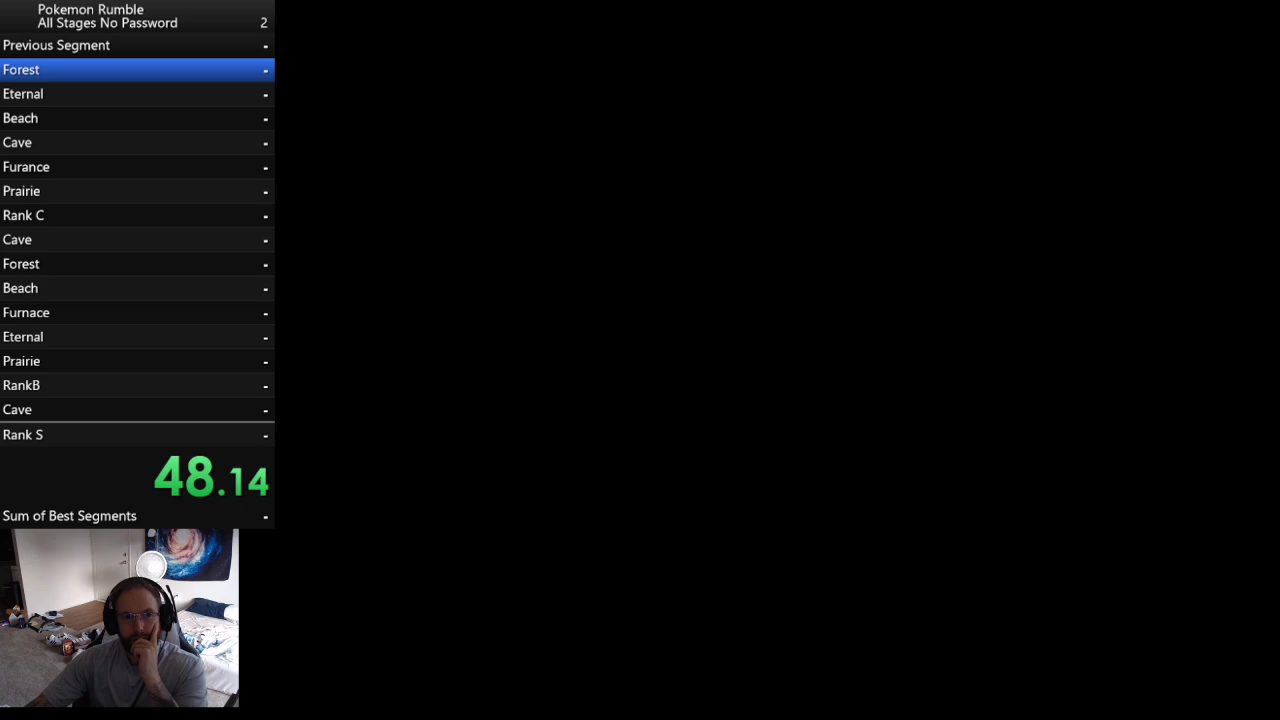 Pokemon Rumble
All Stages No Password 2
Previous Segment -
Forest -
Eternal -
Beach -
Cave -
Furance -
Prairie -
Rank C -
Cave -
Forest -
Beach -
Furnace -
Eternal -
Prairie -
RankB -
Cave -
Rank S -
48.14
Sum of Best Segments -